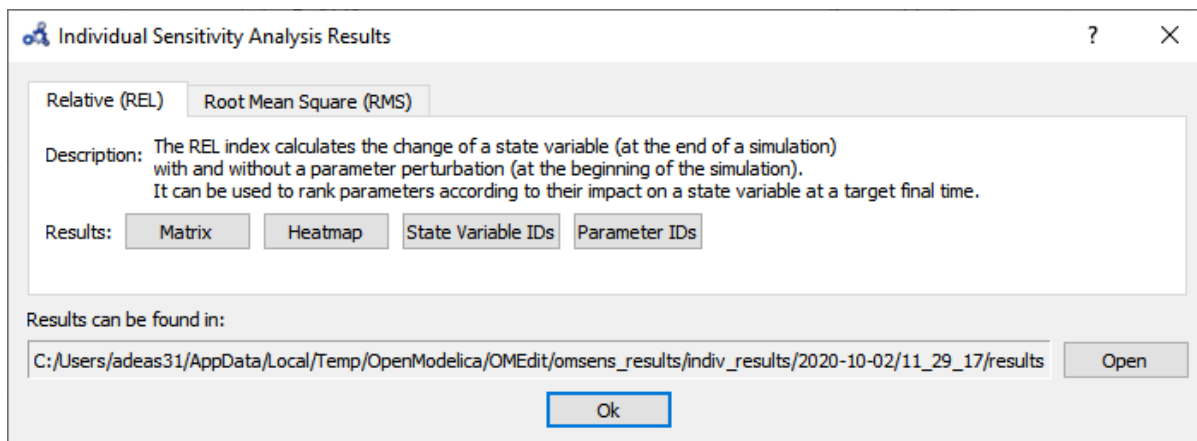 Individual Sensitivity Analysis Results
Relative (REL) Root Mean Square (RMS)
Description: The REL index calculates the change of a state variable (at the end of a simulation)
with and without a parameter perturbation (at the beginning of the simulation).
It can be used to rank parameters according to their impact on a state variable at a target final time.
Results: Matrix Heatmap State Variable IDs Parameter IDs
Results can be found in:
C:/Users/adeas31/AppData/Local/Temp/OpenModelica/OMEdit/omsens_results/indiv_results/2020-10-02/11_29_17/results Open
Ok